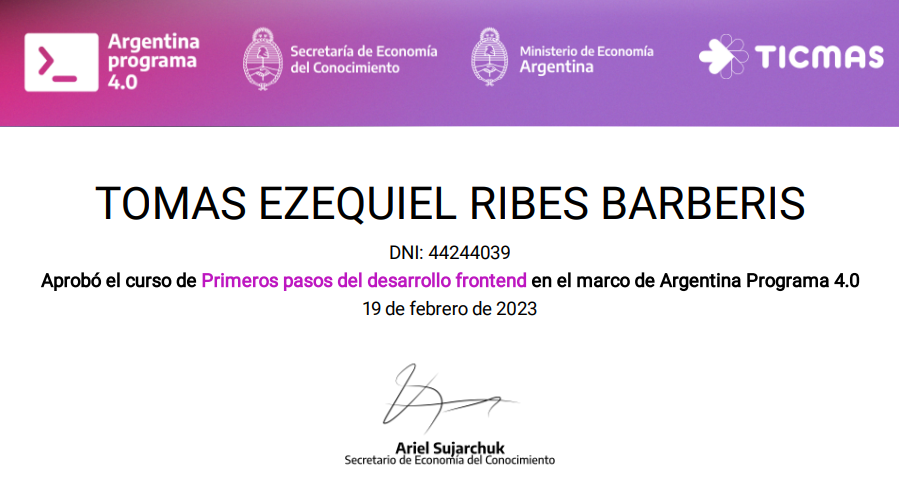 Argentina
programa
4.0
Secretaría de Economía
del Conocimiento
Ministerio de Economía
Argentina
TICMAS
TOMAS EZEQUIEL RIBES BARBERIS
DNI: 44244039
Aprobó el curso de Primeros pasos del desarrollo frontend en el marco de Argentina Programa 4.0
19 de febrero de 2023
Ariel Sujarchuk
Secretario de Economía del Conocimiento